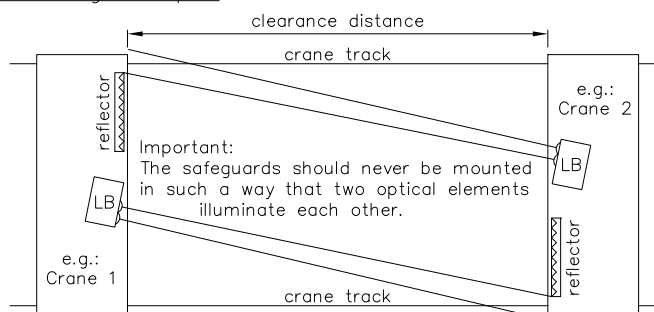 clearance distance
crane track
reflector
e.g.:
Crane 2
LB
Important:
The safeguards should never be mounted
in such a way that two optical elements
illuminate each other.
LB
reflector
e.g.:
Crane 1
crane track